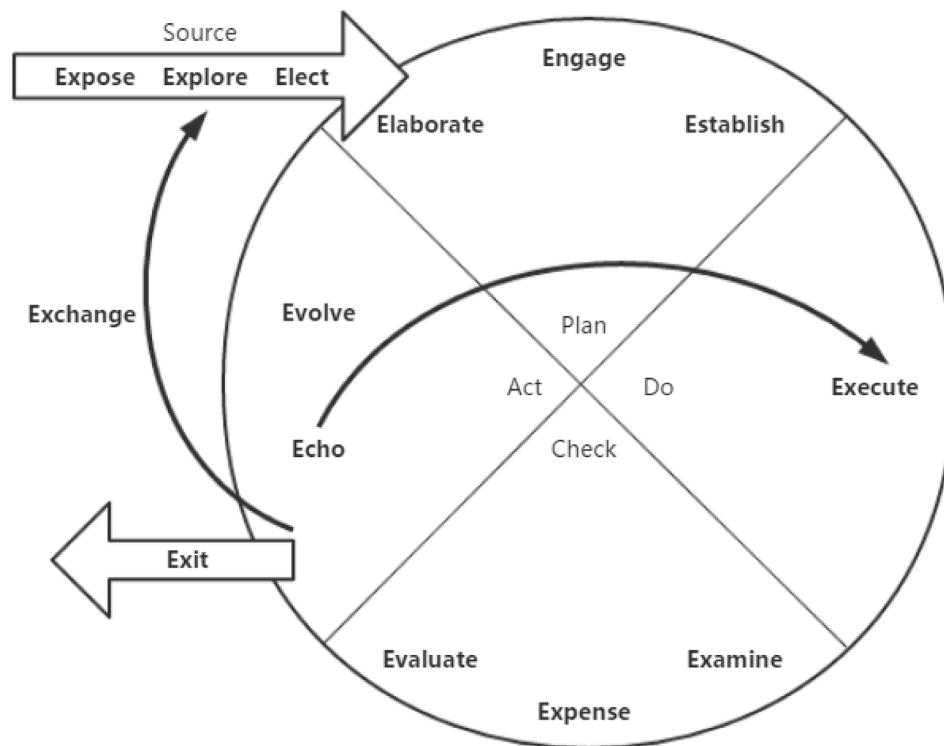 Source
Expose Explore Elect
Engage
Elaborate
Establish
Exchange
Evolve
Plan
Act
Do
Execute
Echo
Check
Exit
Evaluate
Examine
Expense